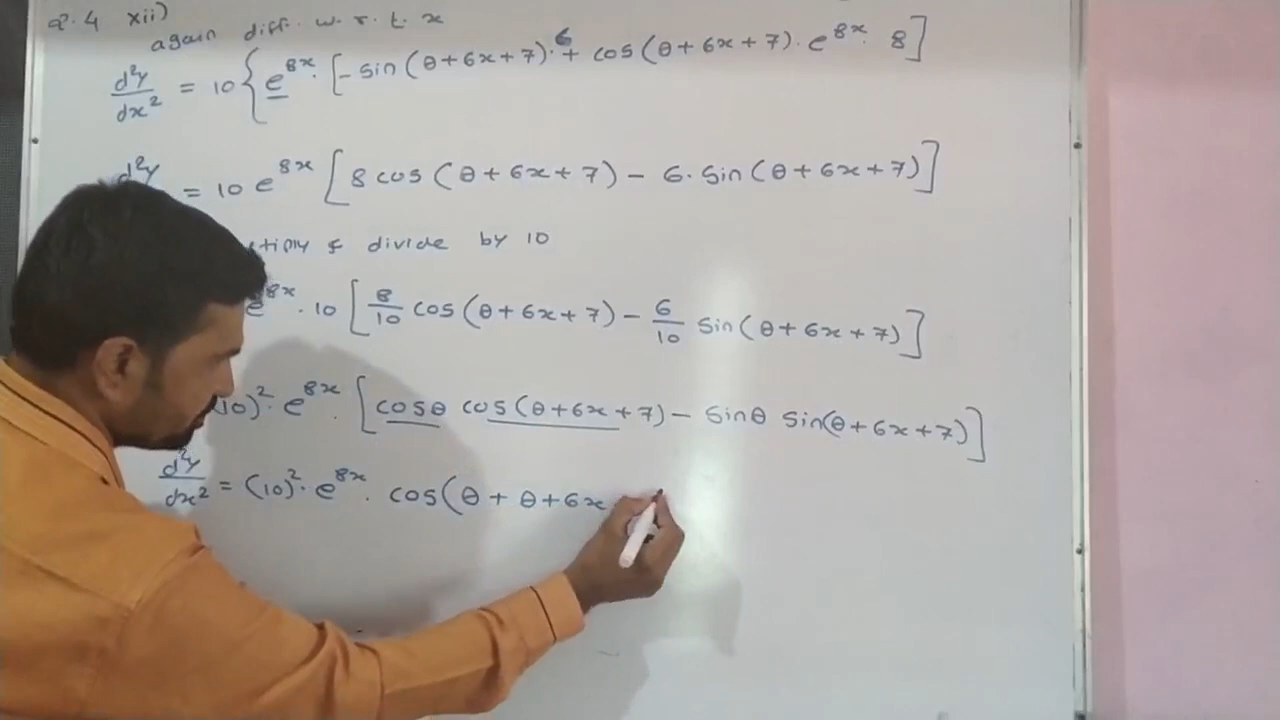 Q.4 xii)
again diff. w.r.t. x
d²y/dx² = 10 { e^8x · [- sin (θ+6x+7)·6 + cos (θ+6x+7) · e^8x · 8 ]
d²y = 10 e^8x [ 8 cos (θ+6x+7) - 6· sin (θ+6x+7) ]
& divide by 10
e^8x · 10 [ 8/10 cos (θ+6x+7) - 6/10 sin (θ+6x+7) ]
10)² · e^8x · [ cosθ cos(θ+6x+7) - sinθ sin(θ+6x+7) ]
d²y/dx² = (10)² · e^8x · cos(θ + θ+6x